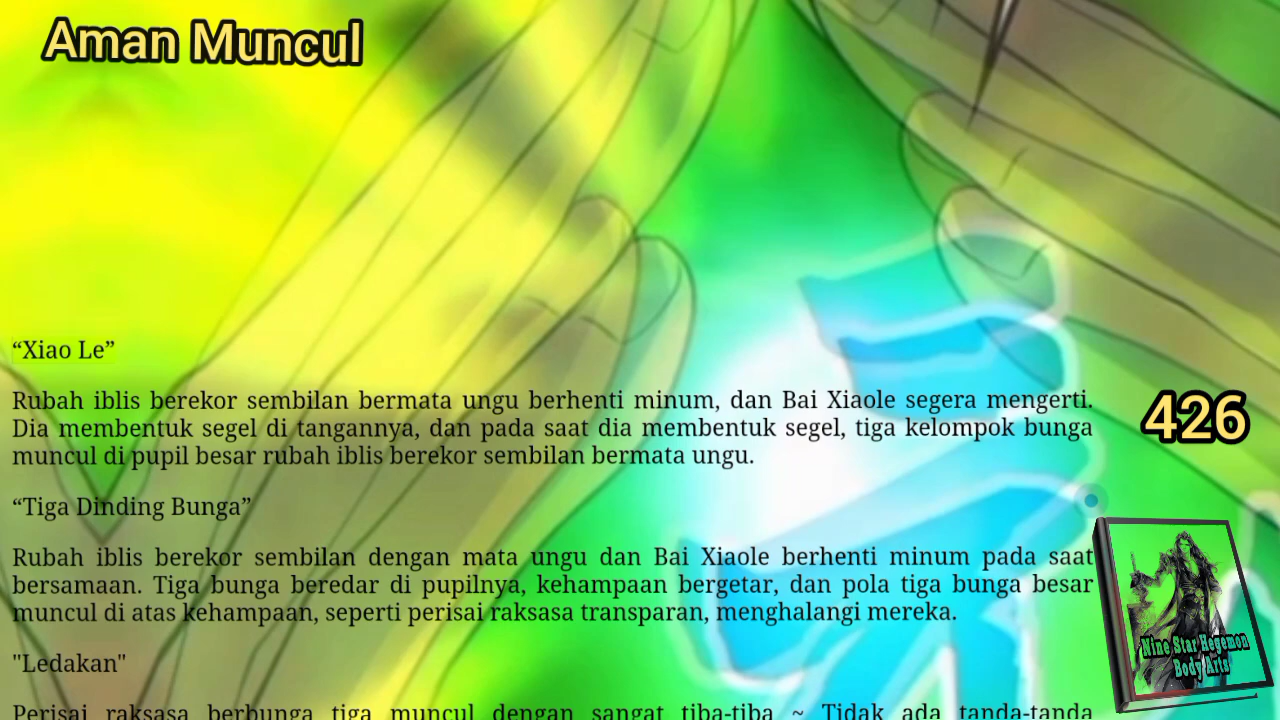 Aman Muncul
“Xiao Le”
Rubah iblis berekor sembilan bermata ungu berhenti minum, dan Bai Xiaole segera mengerti.
Dia membentuk segel di tangannya, dan pada saat dia membentuk segel, tiga kelompok bunga
muncul di pupil besar rubah iblis berekor sembilan bermata ungu.
426
“Tiga Dinding Bunga”
Rubah iblis berekor sembilan dengan mata ungu dan Bai Xiaole berhenti minum pada saat
bersamaan. Tiga bunga beredar di pupilnya, kehampaan bergetar, dan pola tiga bunga besar
muncul di atas kehampaan, seperti perisai raksasa transparan, menghalangi mereka.
"Ledakan"
Nine Star Hegemon
Body Arts
Perisai raksasa berbunga tiga muncul dengan sangat tiba-tiba ~ Tidak ada tanda-tanda